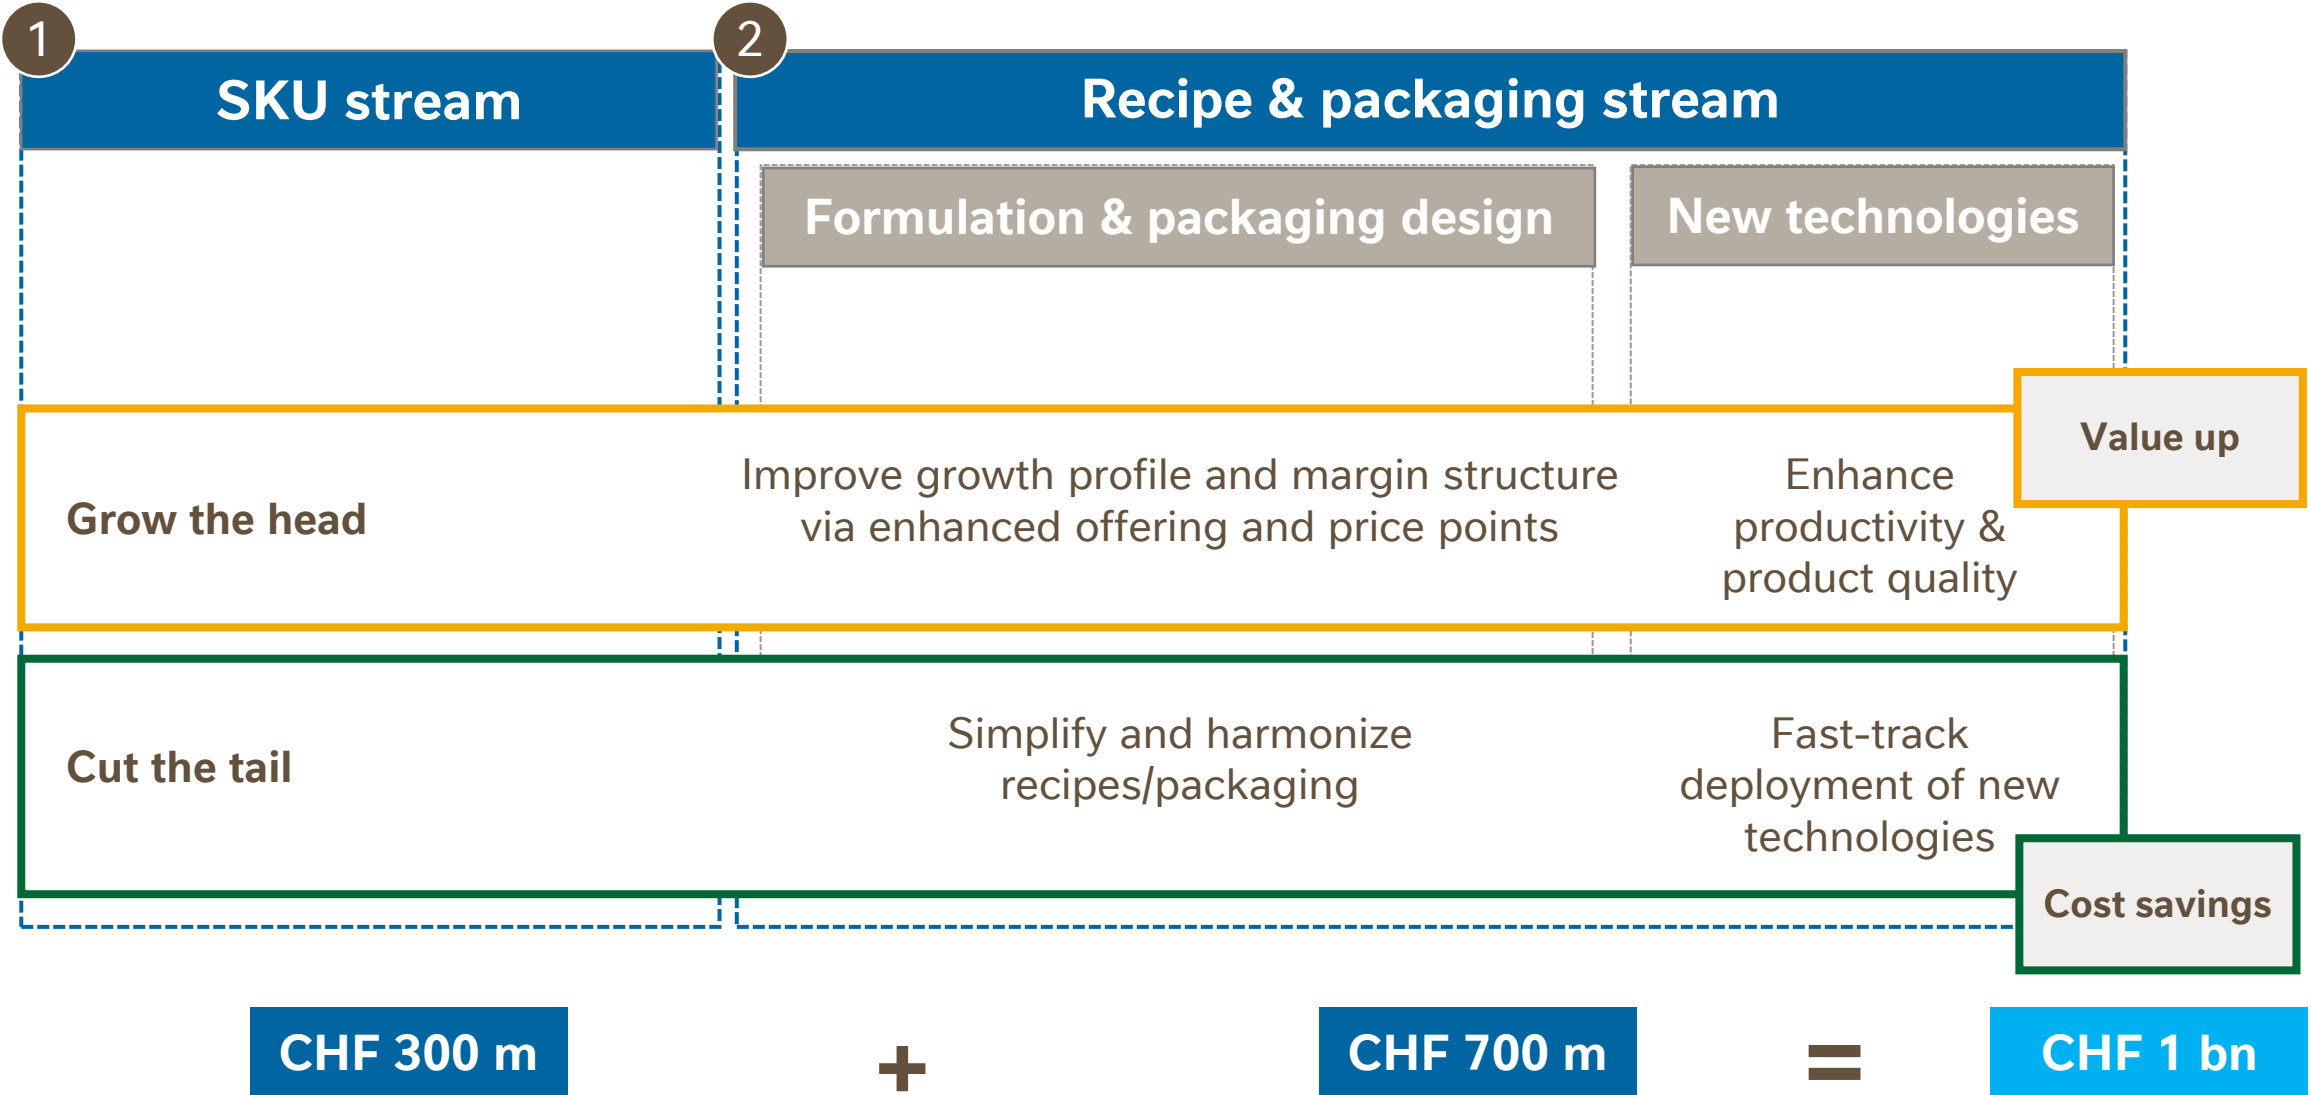 1
SKU stream
2
Recipe & packaging stream
Formulation & packaging design
New technologies
Value up
Grow the head
Improve growth profile and margin structure
via enhanced offering and price points
Enhance
productivity &
product quality
Cut the tail
Simplify and harmonize
recipes/packaging
Fast-track
deployment of new
technologies
Cost savings
CHF 300 m
+
CHF 700 m
=
CHF 1 bn